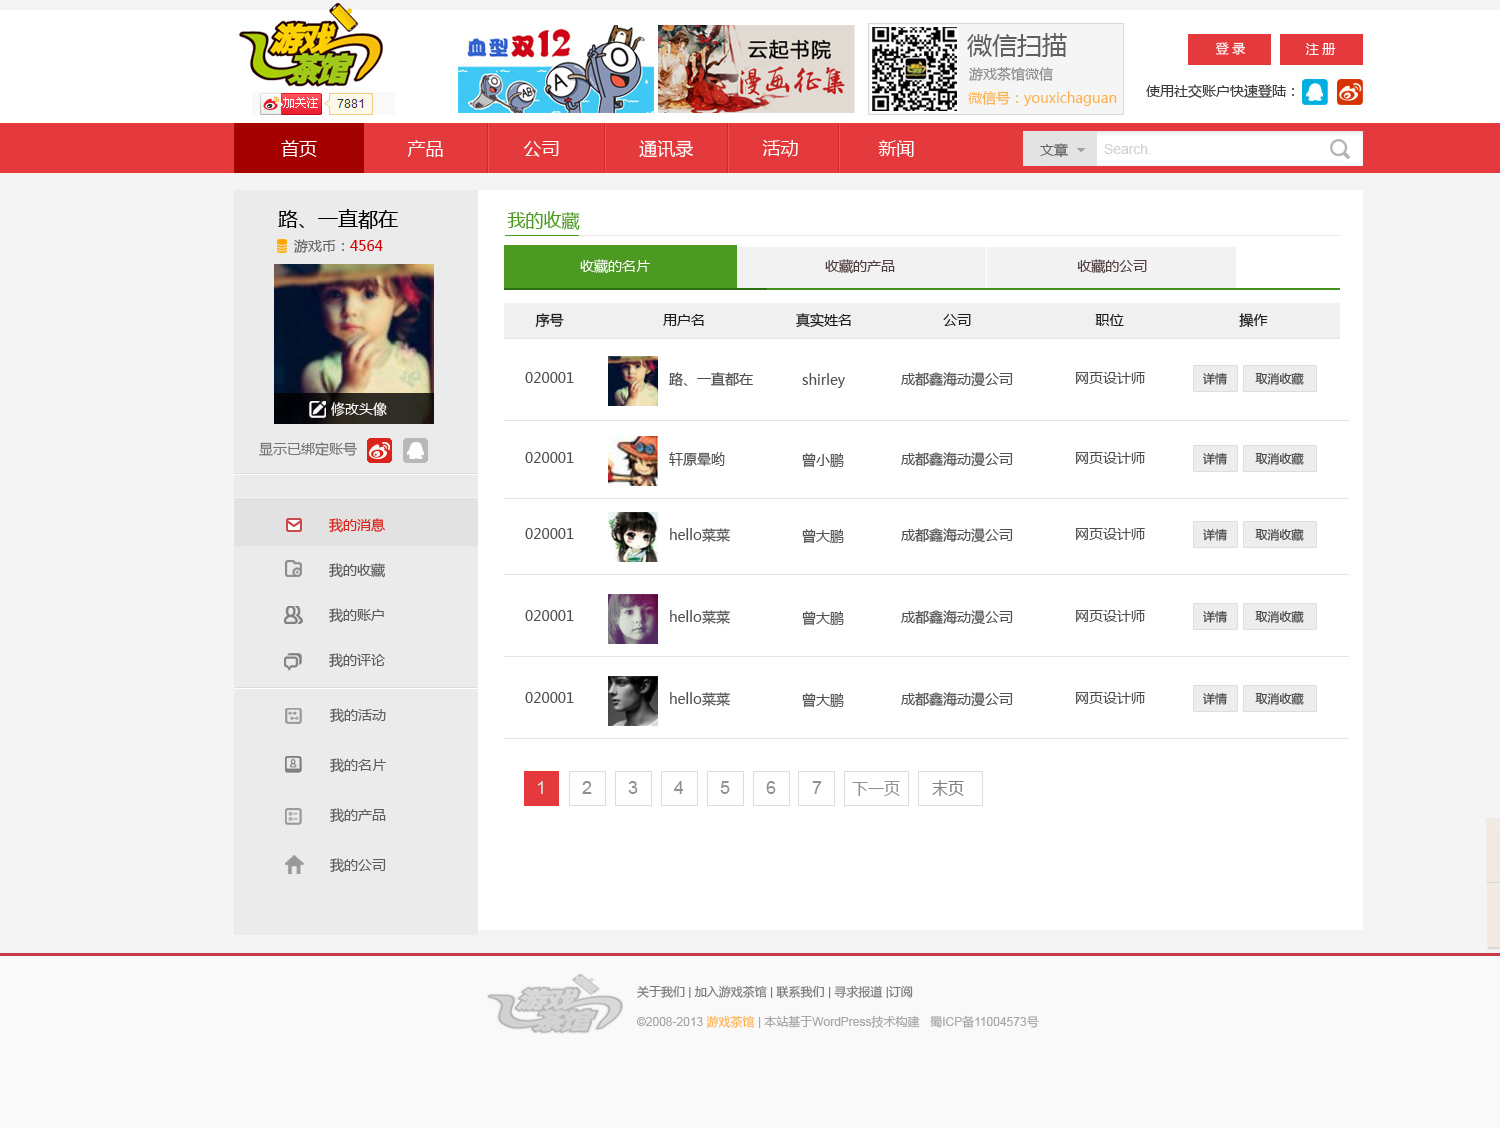 游戏茶馆
加关注 7881
血型双12
云起书院
漫画征集
微信扫描
游戏茶馆微信
微信号：youxichaguan
登 录 注 册
使用社交账户快速登陆：
首页 产品 公司 通讯录 活动 新闻 文章 Search.
路、一直都在
游戏币：4564
修改头像
显示已绑定账号
我的消息
我的收藏
我的账户
我的评论
我的活动
我的名片
我的产品
我的公司
我的收藏
收藏的名片 收藏的产品 收藏的公司
序号 用户名 真实姓名 公司 职位 操作
020001 路、一直都在 shirley 成都鑫海动漫公司 网页设计师 详情 取消收藏
020001 轩原晕哟 曾小鹏 成都鑫海动漫公司 网页设计师 详情 取消收藏
020001 hello菜菜 曾大鹏 成都鑫海动漫公司 网页设计师 详情 取消收藏
020001 hello菜菜 曾大鹏 成都鑫海动漫公司 网页设计师 详情 取消收藏
020001 hello菜菜 曾大鹏 成都鑫海动漫公司 网页设计师 详情 取消收藏
1 2 3 4 5 6 7 下一页 末页
游戏茶馆
关于我们 | 加入游戏茶馆 | 联系我们 | 寻求报道 |订阅
©2008-2013 游戏茶馆 | 本站基于WordPress技术构建 蜀ICP备11004573号